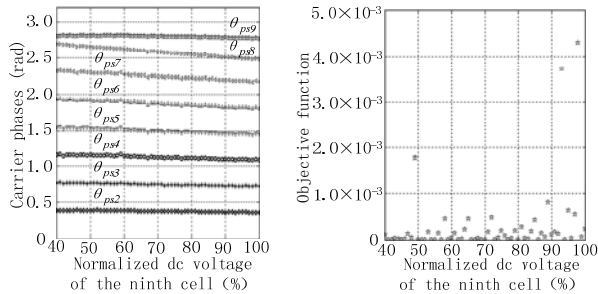 Carrier phases (rad)
3.0
2.5
2.0
1.5
1.0
0.5
0
θps9
θps8
θps7
θps6
θps5
θps4
θps3
θps2
40 50 60 70 80 90 100
Normalized dc voltage
of the ninth cell (%)
Objective function
5.0×10⁻³
4.0×10⁻³
3.0×10⁻³
2.0×10⁻³
1.0×10⁻³
0
40 50 60 70 80 90 100
Normalized dc voltage
of the ninth cell (%)